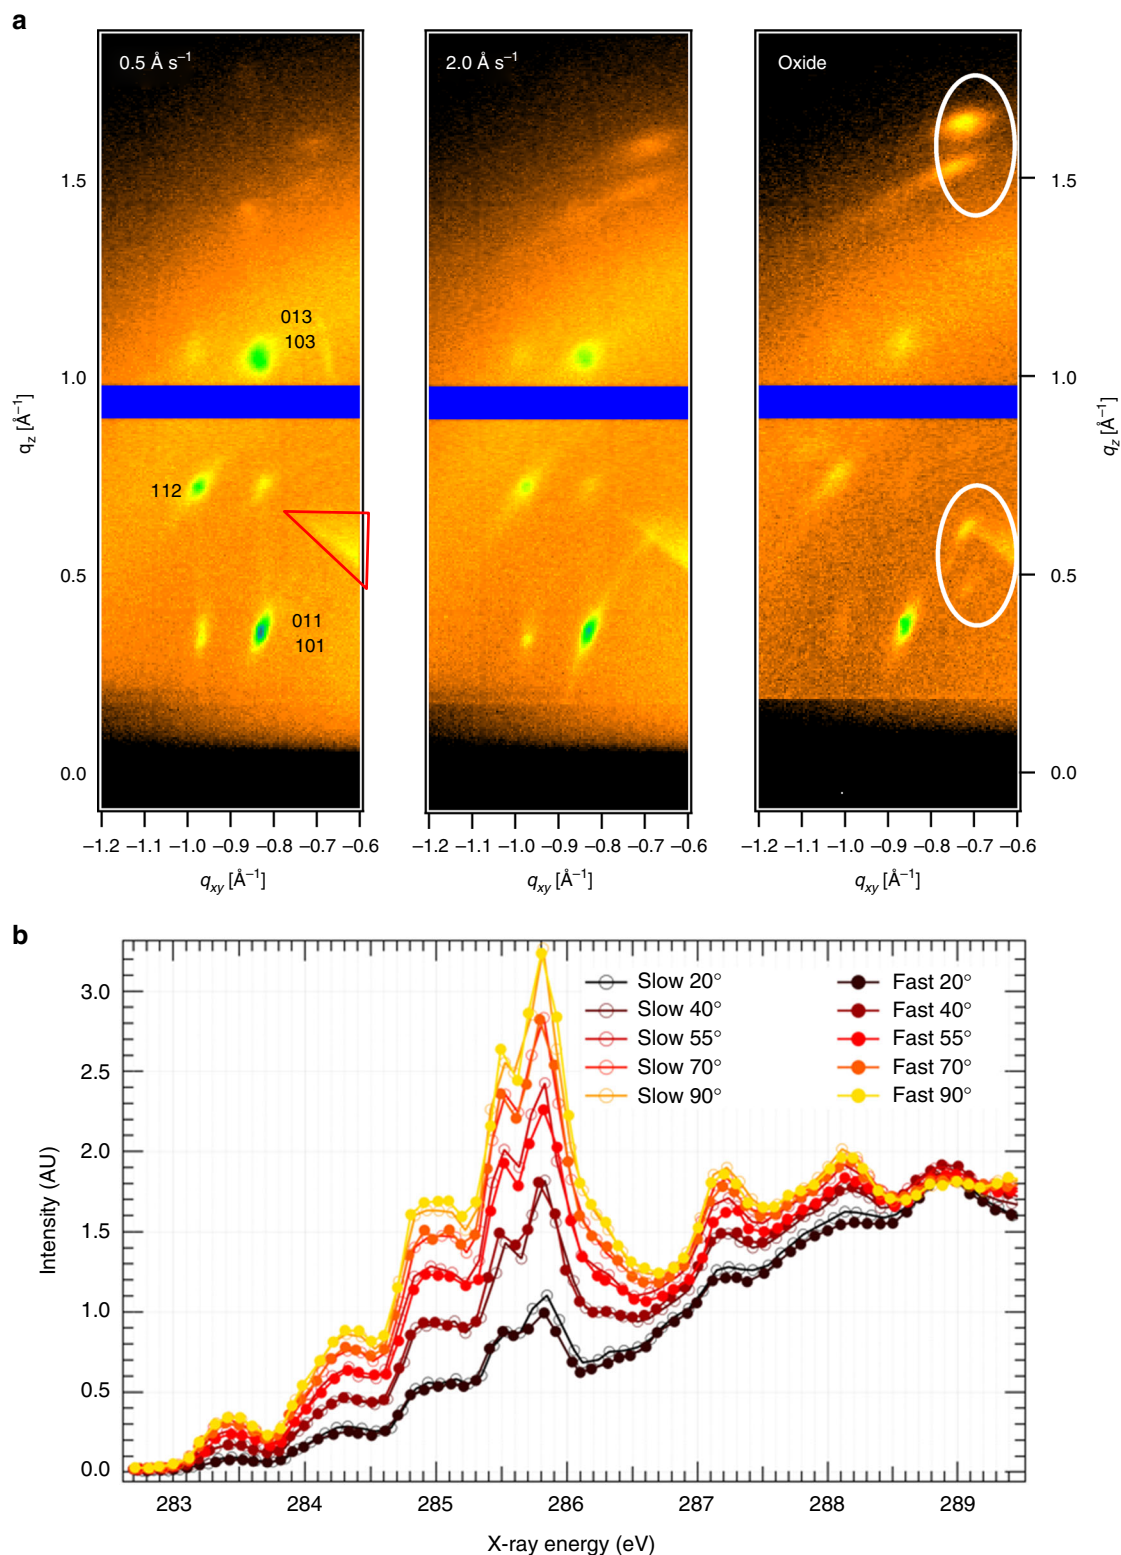 a
0.5 Å s⁻¹
2.0 Å s⁻¹
Oxide
013
103
112
011
101
q_z [Å⁻¹]
1.5
1.0
0.5
0.0
1.5
1.0
0.5
0.0
q_z [Å⁻¹]
−1.2 −1.1 −1.0 −0.9 −0.8 −0.7 −0.6
−1.2 −1.1 −1.0 −0.9 −0.8 −0.7 −0.6
−1.2 −1.1 −1.0 −0.9 −0.8 −0.7 −0.6
q_xy [Å⁻¹]
q_xy [Å⁻¹]
q_xy [Å⁻¹]
b
Intensity (AU)
3.0
2.5
2.0
1.5
1.0
0.5
0.0
Slow 20°
Slow 40°
Slow 55°
Slow 70°
Slow 90°
Fast 20°
Fast 40°
Fast 55°
Fast 70°
Fast 90°
283 284 285 286 287 288 289
X-ray energy (eV)